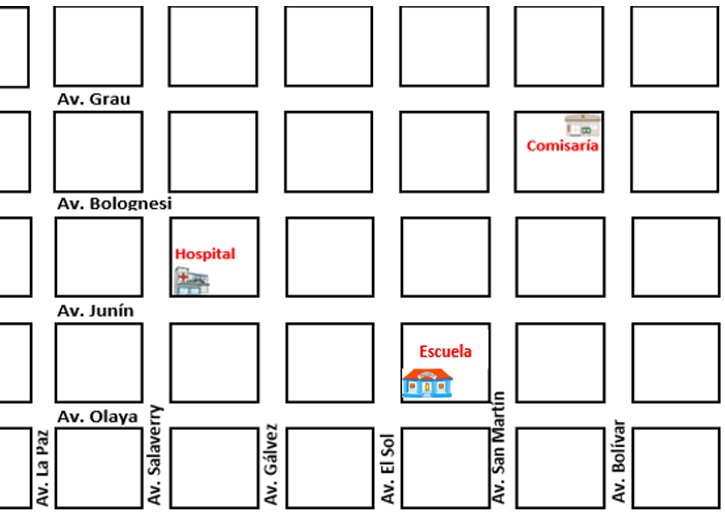 Av. Grau
Comisaría
Av. Bolognesi
Hospital
Av. Junín
Escuela
Av. Olaya
Av. La Paz
Av. Salaverry
Av. Gálvez
Av. El Sol
Av. San Martín
Av. Bolívar